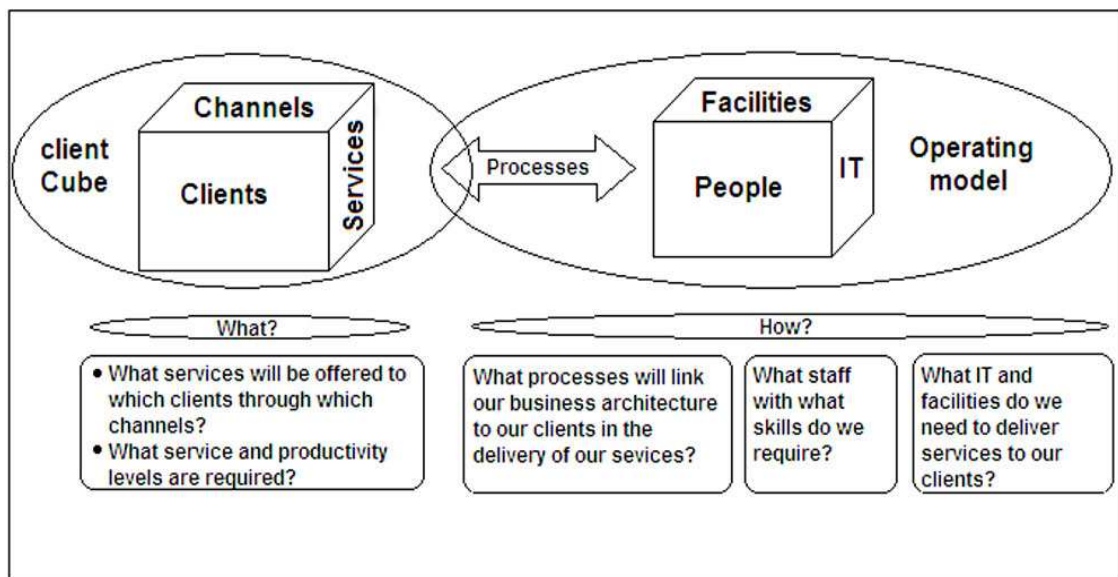 client
Cube
Channels
Clients
Services
Processes
Facilities
People
IT
Operating
model
What?
How?
• What services will be offered to
which clients through which
channels?
• What service and productivity
levels are required?
What processes will link
our business architecture
to our clients in the
delivery of our sevices?
What staff
with what
skills do we
require?
What IT and
facilities do we
need to deliver
services to our
clients?